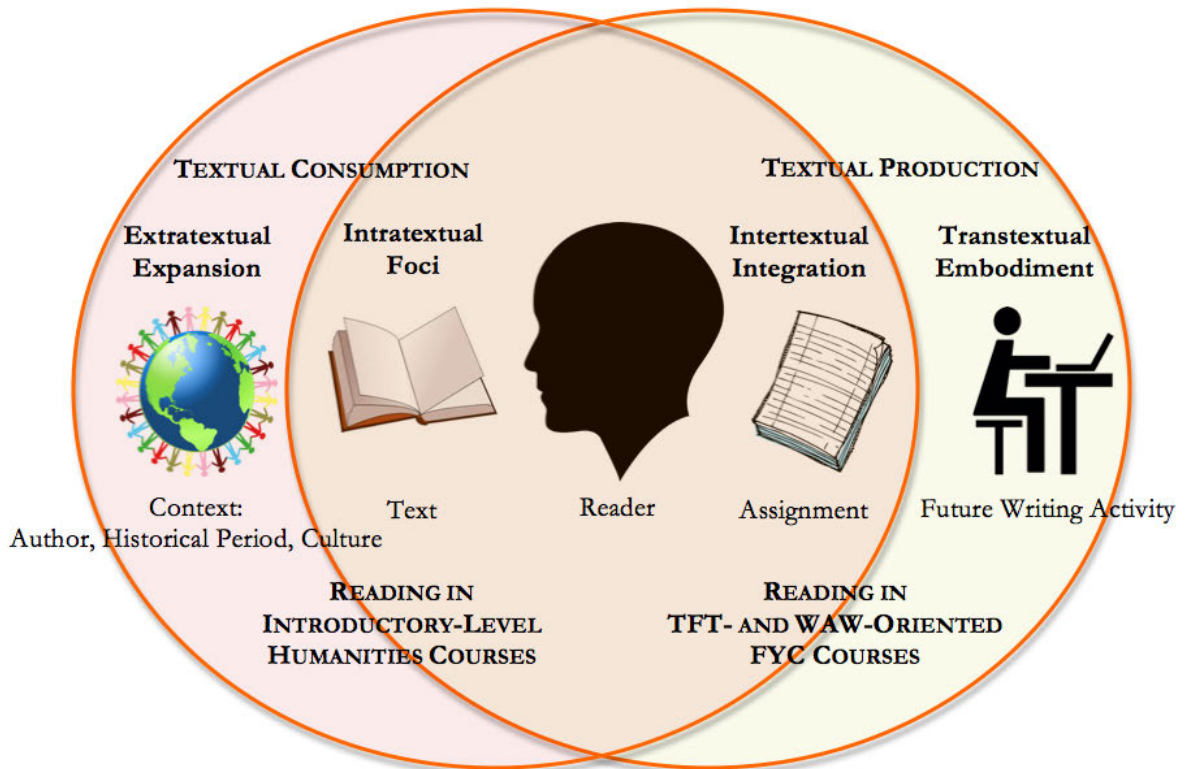 TEXTUAL CONSUMPTION
TEXTUAL PRODUCTION
Extratextual
Expansion
Intratextual
Foci
Intertextual
Integration
Transtextual
Embodiment
Context:
Author, Historical Period, Culture
Text
Reader
Assignment
Future Writing Activity
READING IN
INTRODUCTORY-LEVEL
HUMANITIES COURSES
READING IN
TFT- AND WAW-ORIENTED
FYC COURSES